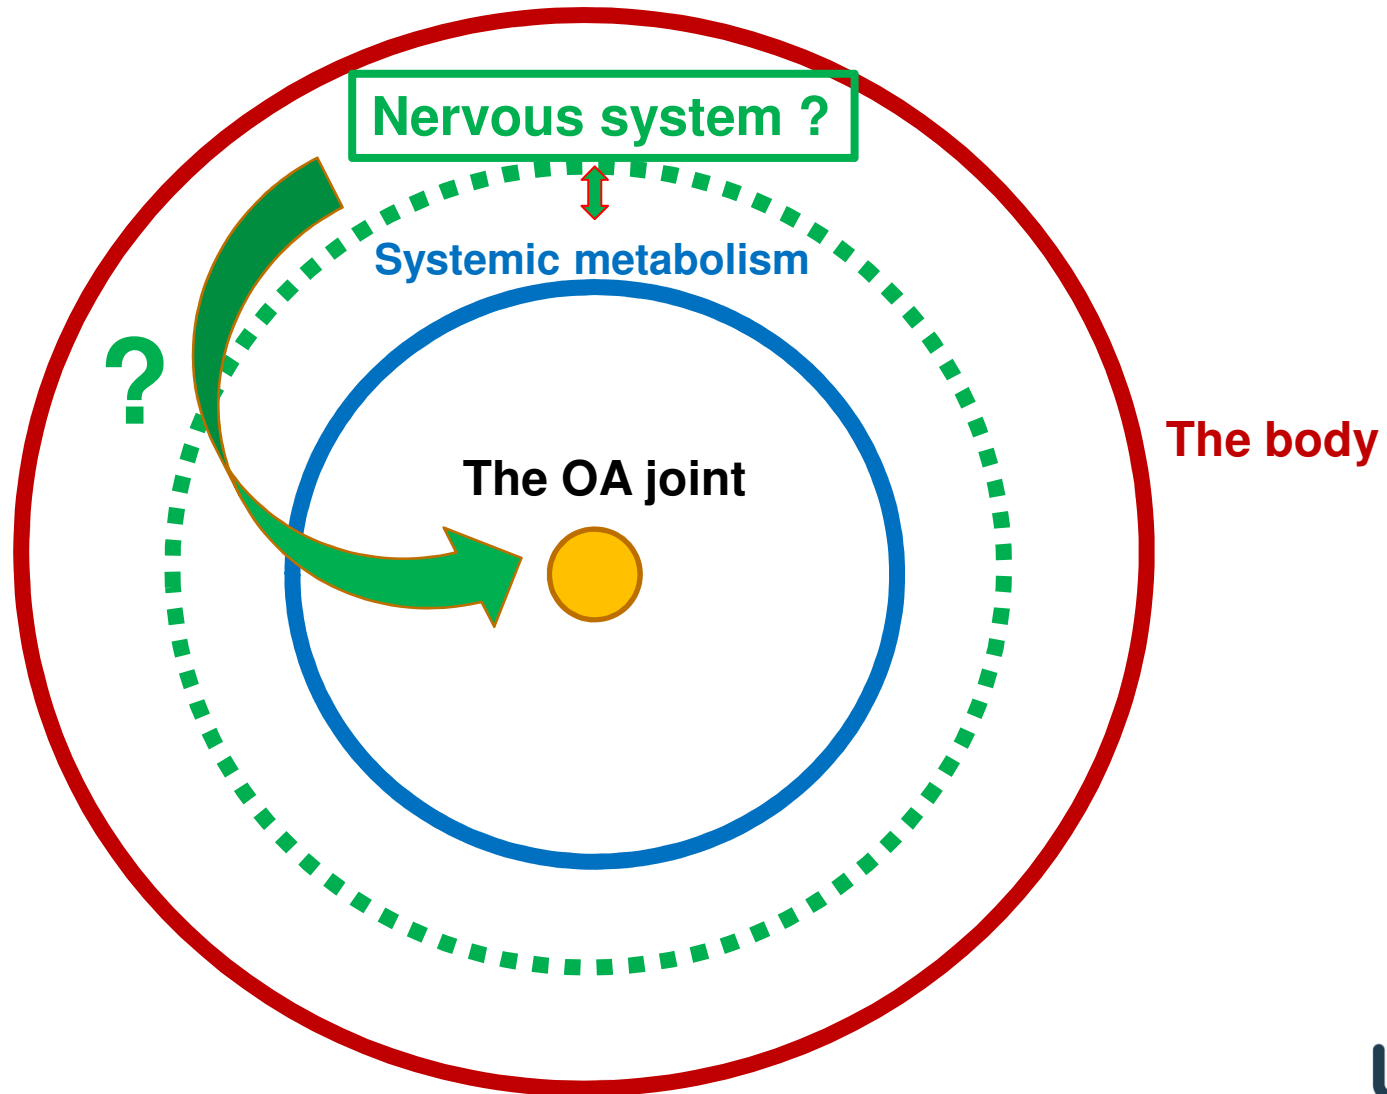 Nervous system ?
Systemic metabolism
?
The body
The OA joint